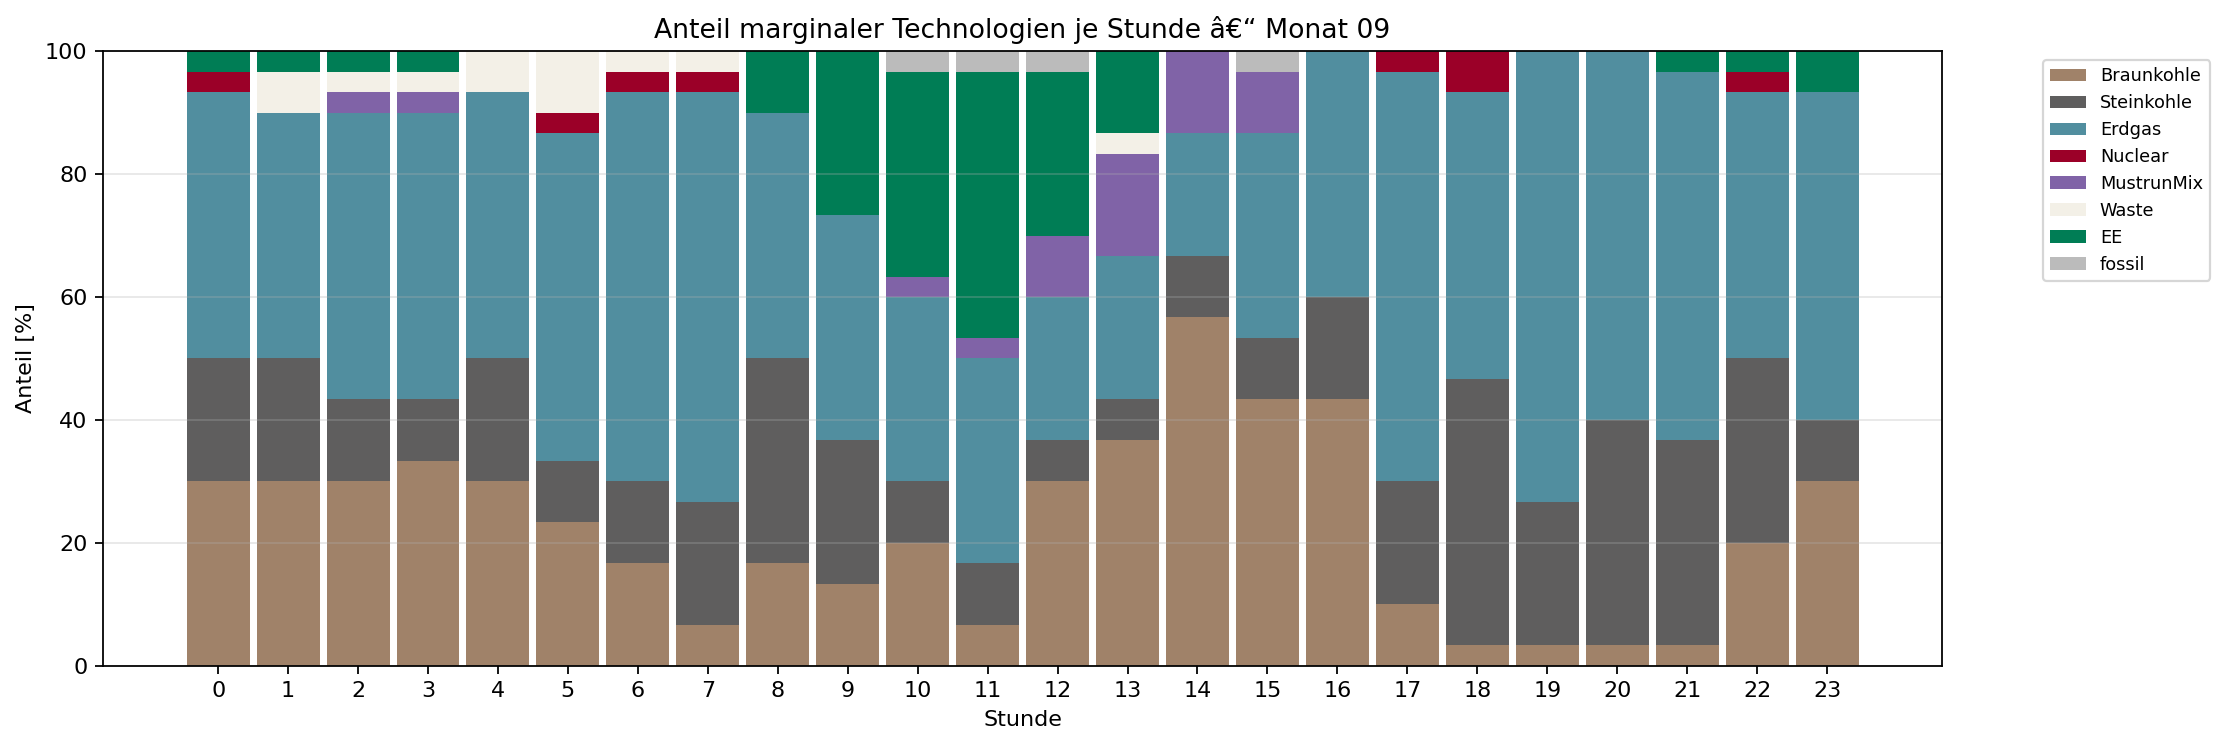 Anteil marginaler Technologien je Stunde â€“ Monat 09
Anteil [%]
100
80
60
40
20
0
0 1 2 3 4 5 6 7 8 9 10 11 12 13 14 15 16 17 18 19 20 21 22 23
Stunde
Braunkohle
Steinkohle
Erdgas
Nuclear
MustrunMix
Waste
EE
fossil